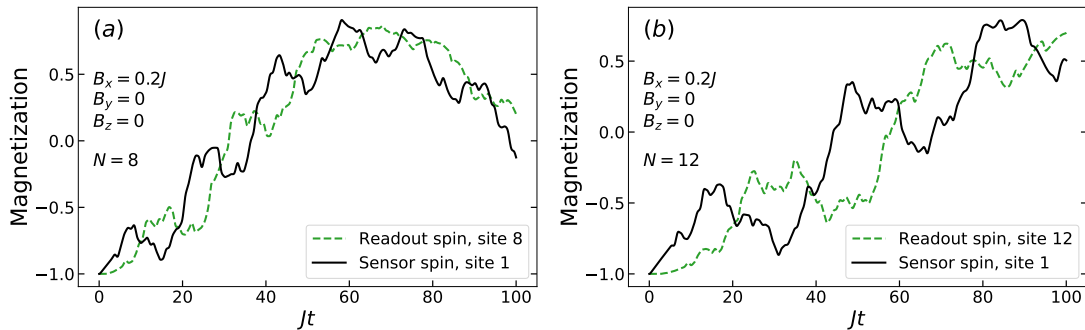 (a)
Magnetization
0.5
0.0
−0.5
−1.0
B_x = 0.2J
B_y = 0
B_z = 0
N = 8
Readout spin, site 8
Sensor spin, site 1
0 20 40 60 80 100
Jt
(b)
Magnetization
0.5
0.0
−0.5
−1.0
B_x = 0.2J
B_y = 0
B_z = 0
N = 12
Readout spin, site 12
Sensor spin, site 1
0 20 40 60 80 100
Jt